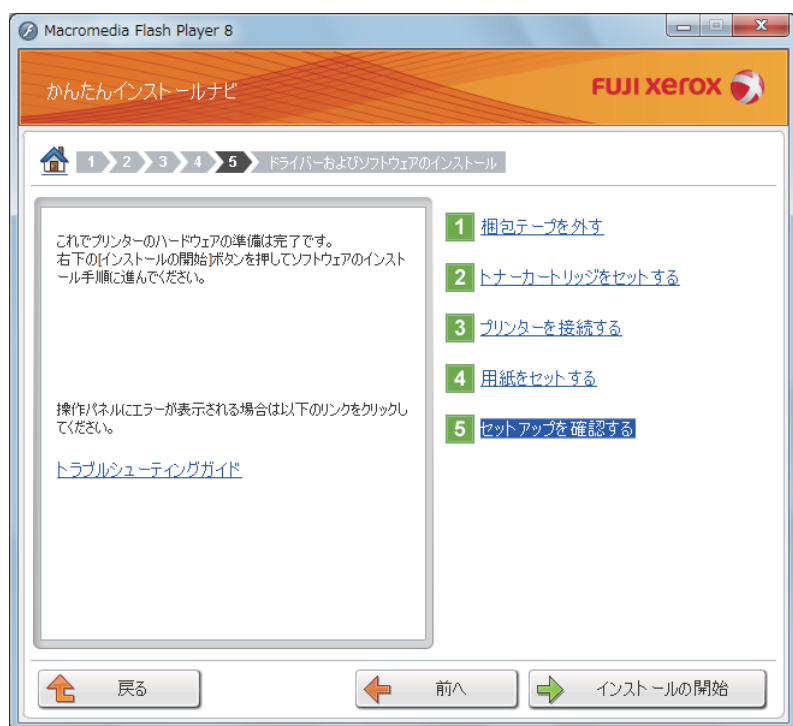 Macromedia Flash Player 8
かんたんインストールナビ
FUJI xerox
1 2 3 4 5 ドライバーおよびソフトウェアのインストール
これでプリンターのハードウェアの準備は完了です。
右下の[インストールの開始]ボタンを押してソフトウェアのインスト
ール手順に進んでください。
操作パネルにエラーが表示される場合は以下のリンクをクリックし
てください。
トラブルシューティングガイド
1 梱包テープを外す
2 トナーカートリッジをセットする
3 プリンターを接続する
4 用紙をセットする
5 セットアップを確認する
戻る
前へ
インストールの開始